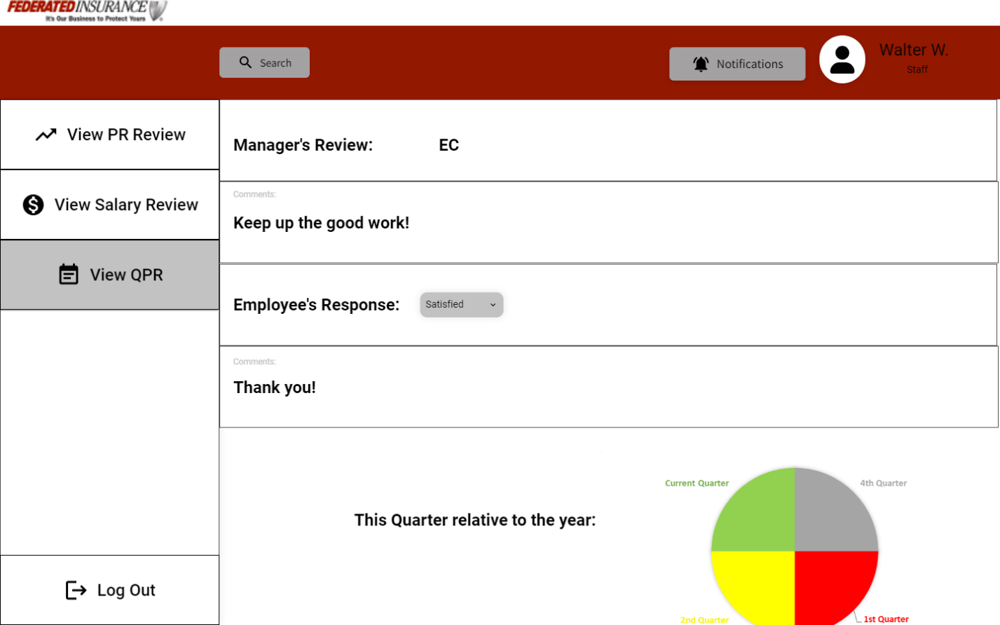 FEDERATED INSURANCE
It's Our Business to Protect Yours
Search
Notifications
Walter W.
Staff
View PR Review
View Salary Review
View QPR
Log Out
Manager's Review: EC
Comments:
Keep up the good work!
Employee's Response: Satisfied
Comments:
Thank you!
This Quarter relative to the year:
Current Quarter
4th Quarter
2nd Quarter
1st Quarter